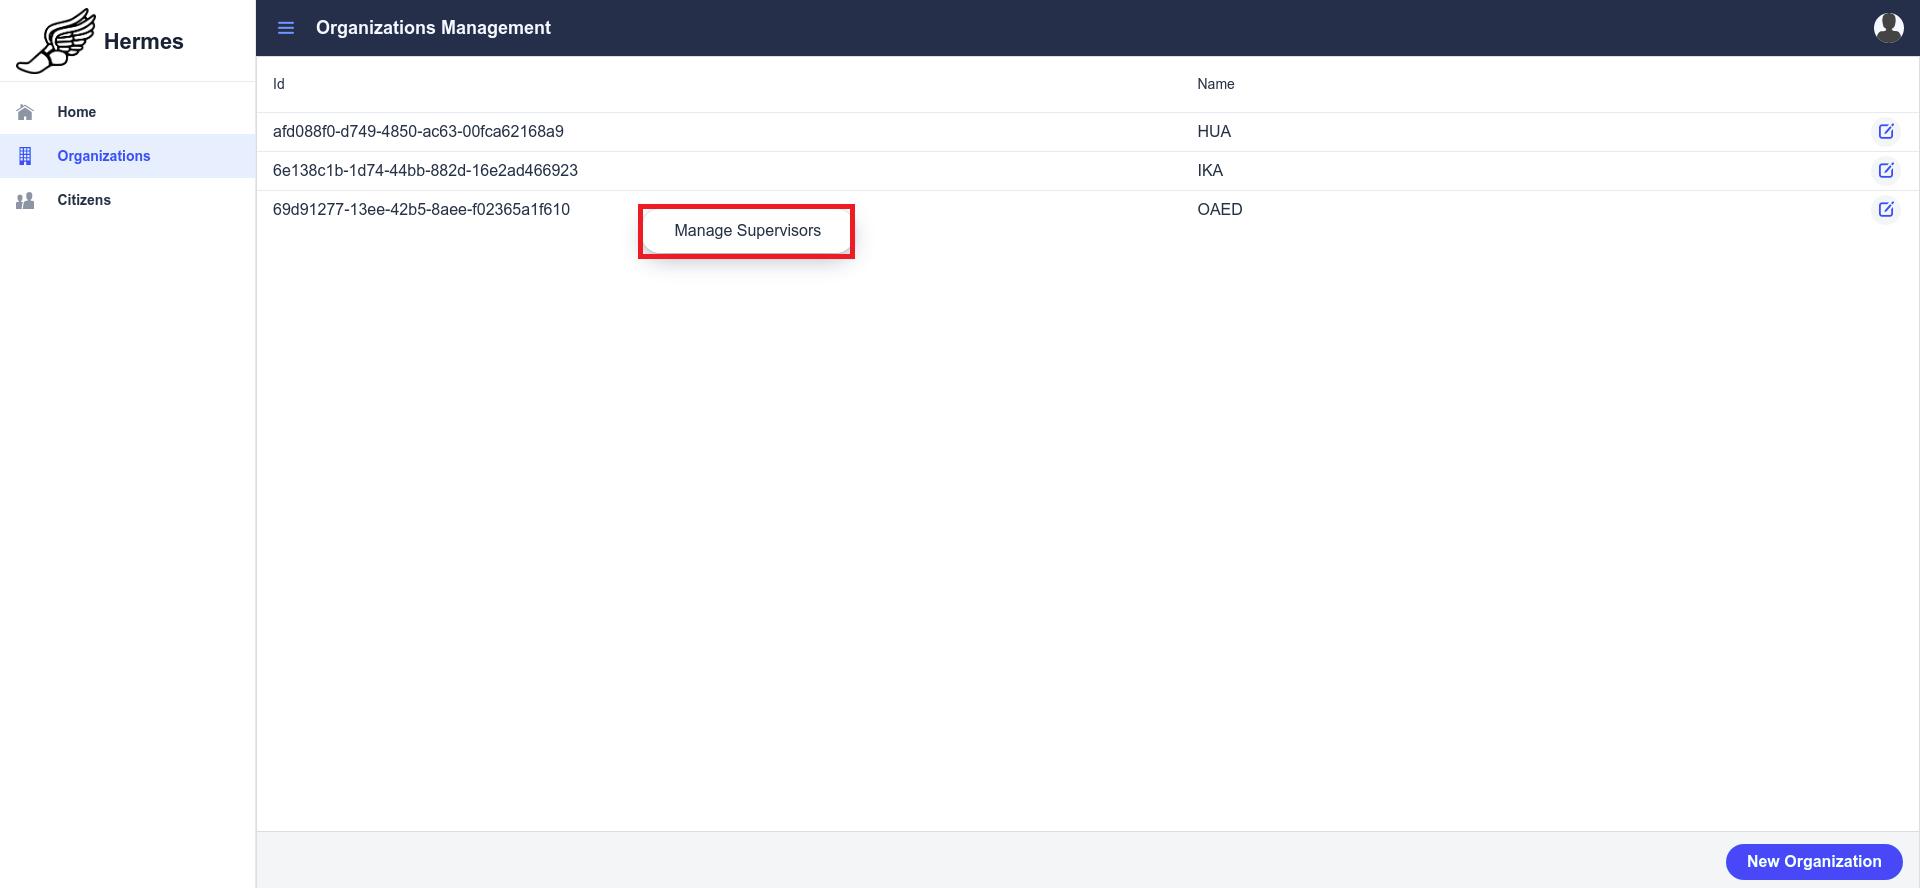 Hermes
Organizations Management
Home
Organizations
Citizens
Id Name
afd088f0-d749-4850-ac63-00fca62168a9 HUA
6e138c1b-1d74-44bb-882d-16e2ad466923 IKA
69d91277-13ee-42b5-8aee-f02365a1f610 OAED
Manage Supervisors
New Organization